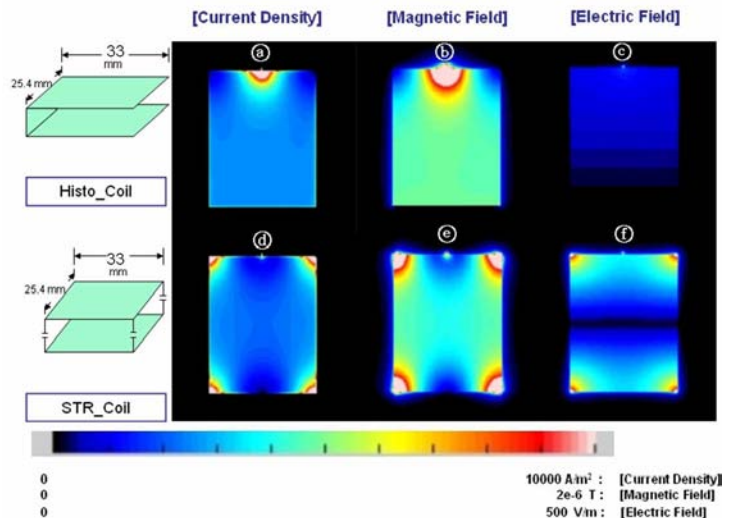 [Current Density] [Magnetic Field] [Electric Field]
ⓐ ⓑ ⓒ
33
mm
25.4 mm
Histo_Coil
ⓓ ⓔ ⓕ
33
mm
25.4 mm
STR_Coil
0 10000 A/m² : [Current Density]
0 2e-6 T : [Magnetic Field]
0 500 V/m : [Electric Field]